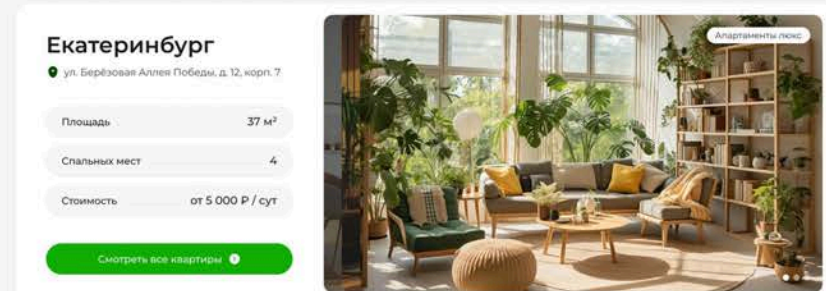 Екатеринбург
ул. Берёзовая Аллея Победы, д. 12, корп. 7
Площадь 37 м²
Спальных мест 4
Стоимость от 5 000 ₽ / сут
Смотреть все квартиры
Апартаменты люкс